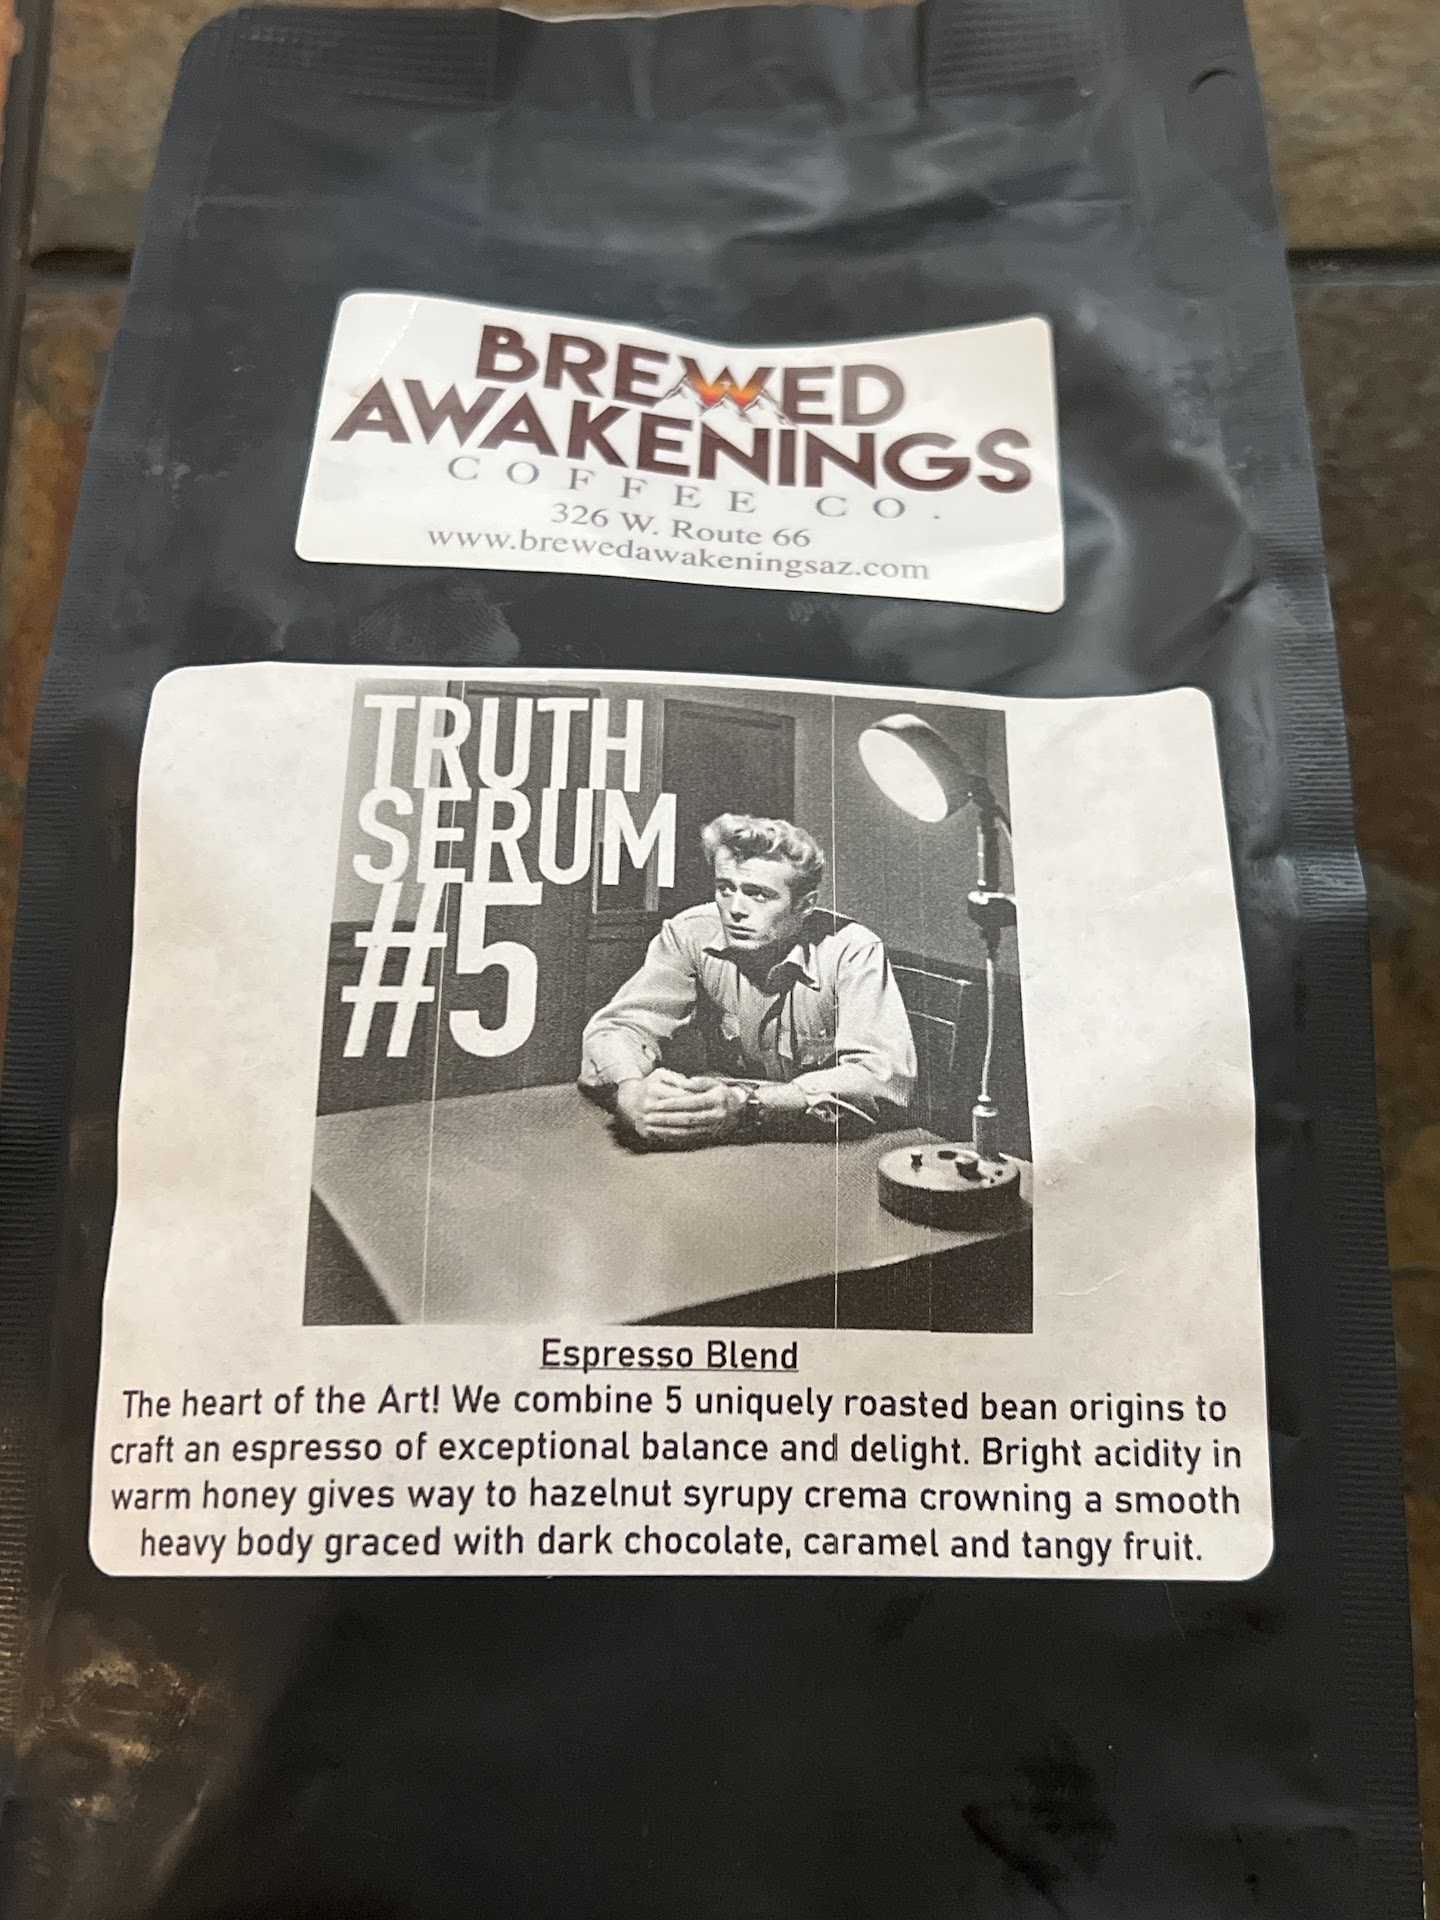 BREWED
AWAKENINGS
COFFEE CO.
326 W. Route 66
www.brewedawakeningsaz.com
TRUTH
SERUM
#5
Espresso Blend
The heart of the Art! We combine 5 uniquely roasted bean origins to
craft an espresso of exceptional balance and delight. Bright acidity in
warm honey gives way to hazelnut syrupy crema crowning a smooth
heavy body graced with dark chocolate, caramel and tangy fruit.